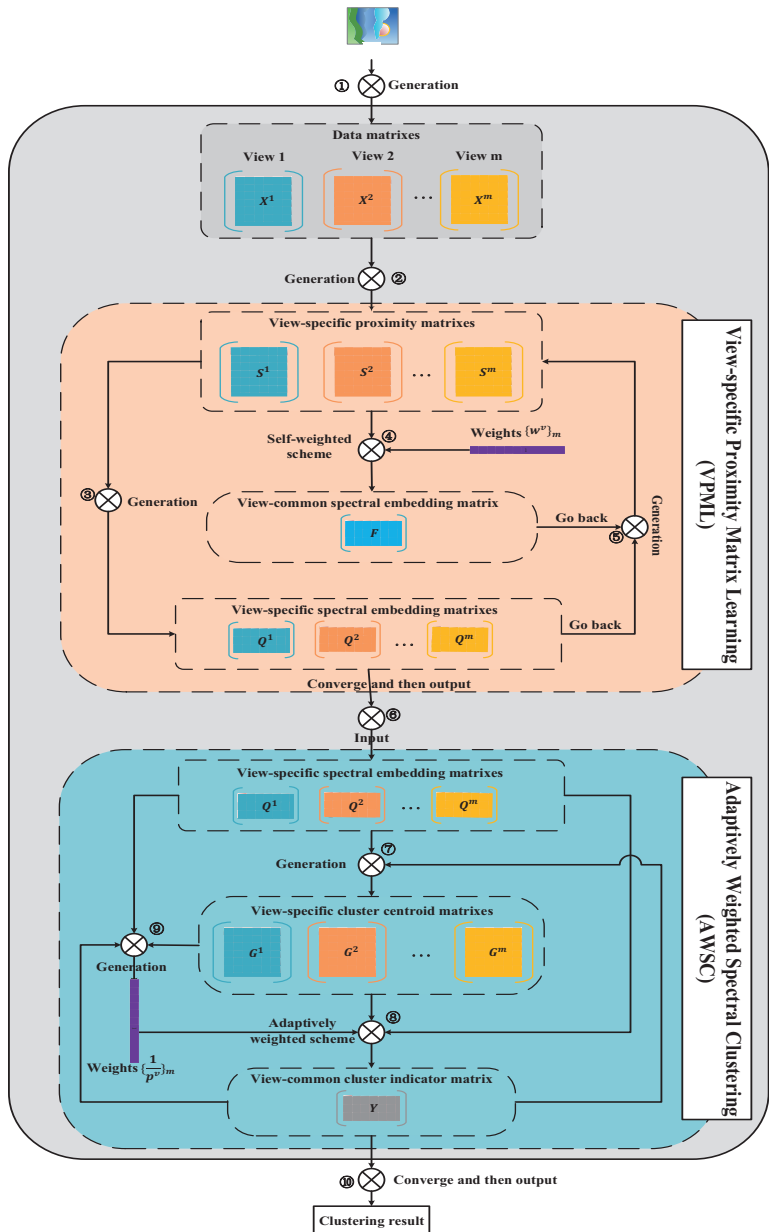 ① Generation
Data matrixes
View 1 View 2 View m
X¹ X² ... Xᵐ
Generation ②
View-specific proximity matrixes
S¹ S² ... Sᵐ
Self-weighted scheme ④ Weights {wᵛ}ₘ
③ Generation
View-common spectral embedding matrix
F
Go back
⑤ Generation
View-specific spectral embedding matrixes
Q¹ Q² ... Qᵐ
Go back
Converge and then output
View-specific Proximity Matrix Learning
(VPML)
⑥
Input
View-specific spectral embedding matrixes
Q¹ Q² ... Qᵐ
⑦
Generation
View-specific cluster centroid matrixes
G¹ G² ... Gᵐ
⑨
Generation
Adaptively ⑧
weighted scheme
Weights {1/pᵛ}ₘ
View-common cluster indicator matrix
Y
Adaptively Weighted Spectral Clustering
(AWSC)
⑩ Converge and then output
Clustering result